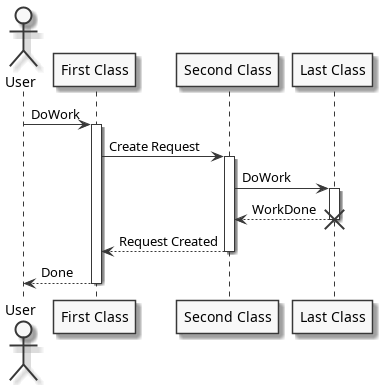 User
First Class
Second Class
Last Class
DoWork
Create Request
DoWork
WorkDone
Request Created
Done
User
First Class
Second Class
Last Class